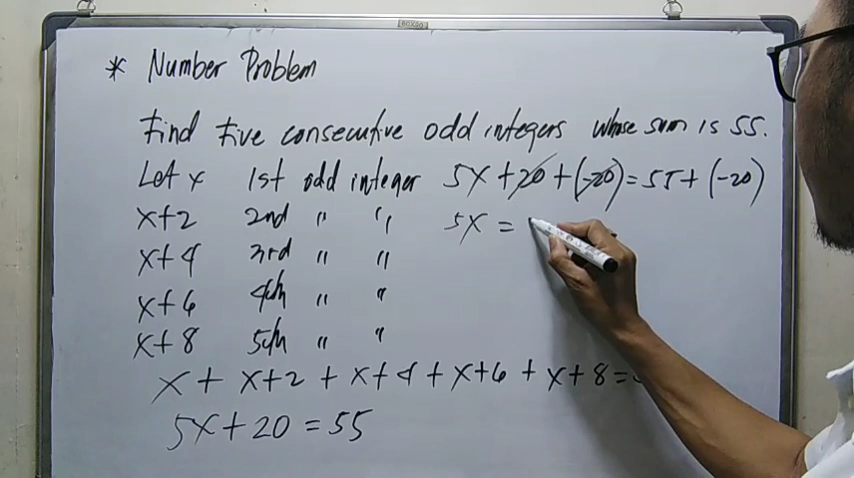 * Number Problem
Find Five consecutive odd integers whose sum is 55.
Let x 1st odd integer
x+2 2nd " "
x+4 3rd " "
x+6 4th " "
x+8 5th " "
x + x+2 + x+4 + x+6 + x+8 =
5x+20 = 55
5x + 20 + (-20) = 55 + (-20)
5x =